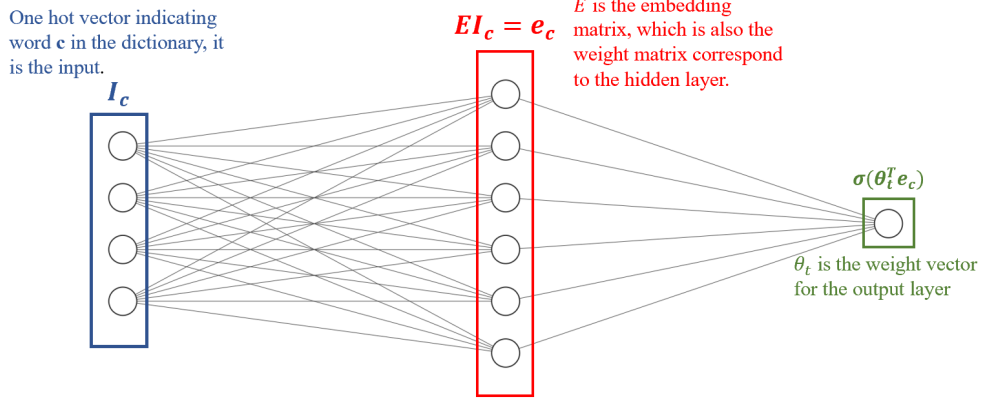 One hot vector indicating
word c in the dictionary, it
is the input.
I_c
EI_c = e_c
E is the embedding
matrix, which is also the
weight matrix correspond
to the hidden layer.
σ(θ_t^T e_c)
θ_t is the weight vector
for the output layer